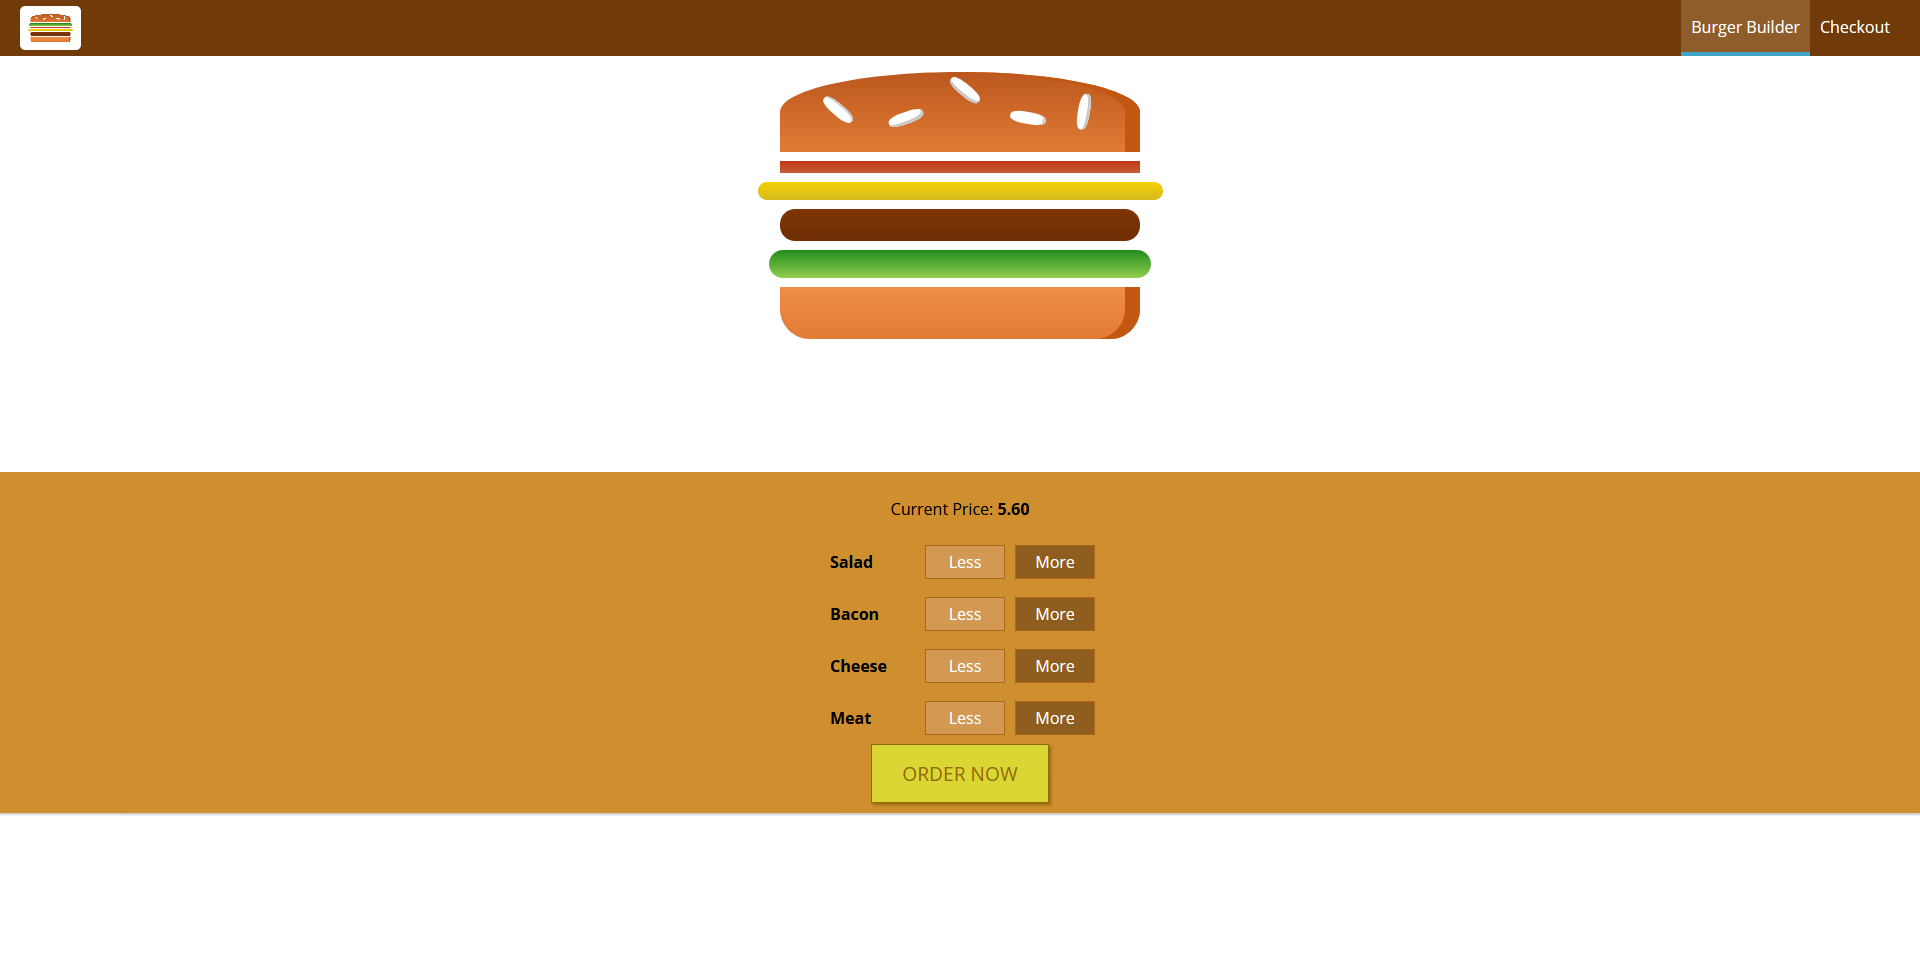 Burger Builder Checkout
Current Price: 5.60
Salad Less More
Bacon Less More
Cheese Less More
Meat Less More
ORDER NOW